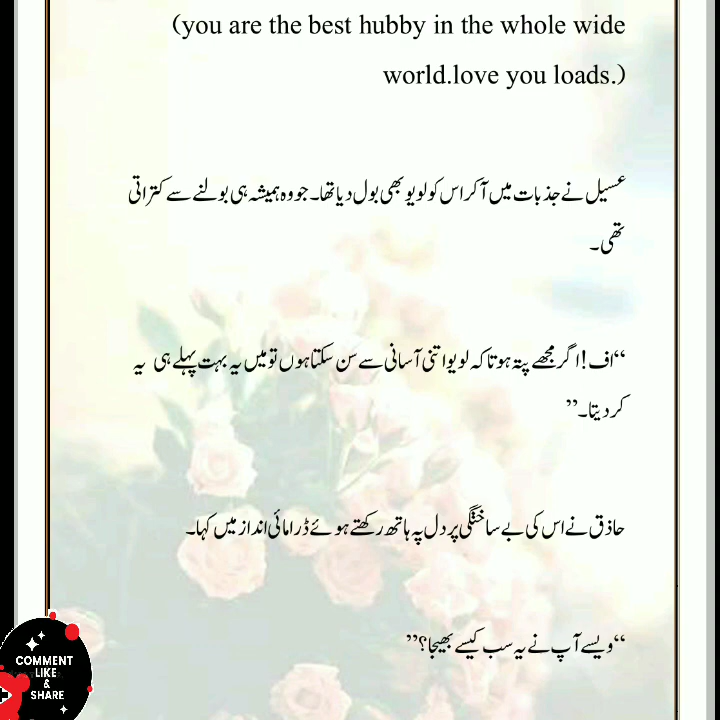 (you are the best hubby in the whole wide
world.love you loads.)
عسیل نے جذبات میں آکر اس کو لو یو بھی بول دیا تھا۔ جو وہ ہمیشہ ہی بولنے سے کتراتی
تھی۔
“اف! اگر مجھے پتہ ہوتا کہ لو یو اتنی آسانی سے سن سکتا ہوں تو میں یہ بہت پہلے ہی یہ
کر دیتا۔”
حاذق نے اس کی بے ساختگی پر دل پہ ہاتھ رکھتے ہوئے ڈرامائی انداز میں کہا۔
“ویسے آپ نے یہ سب کیسے بھیجا؟”
COMMENT
LIKE
&
SHARE